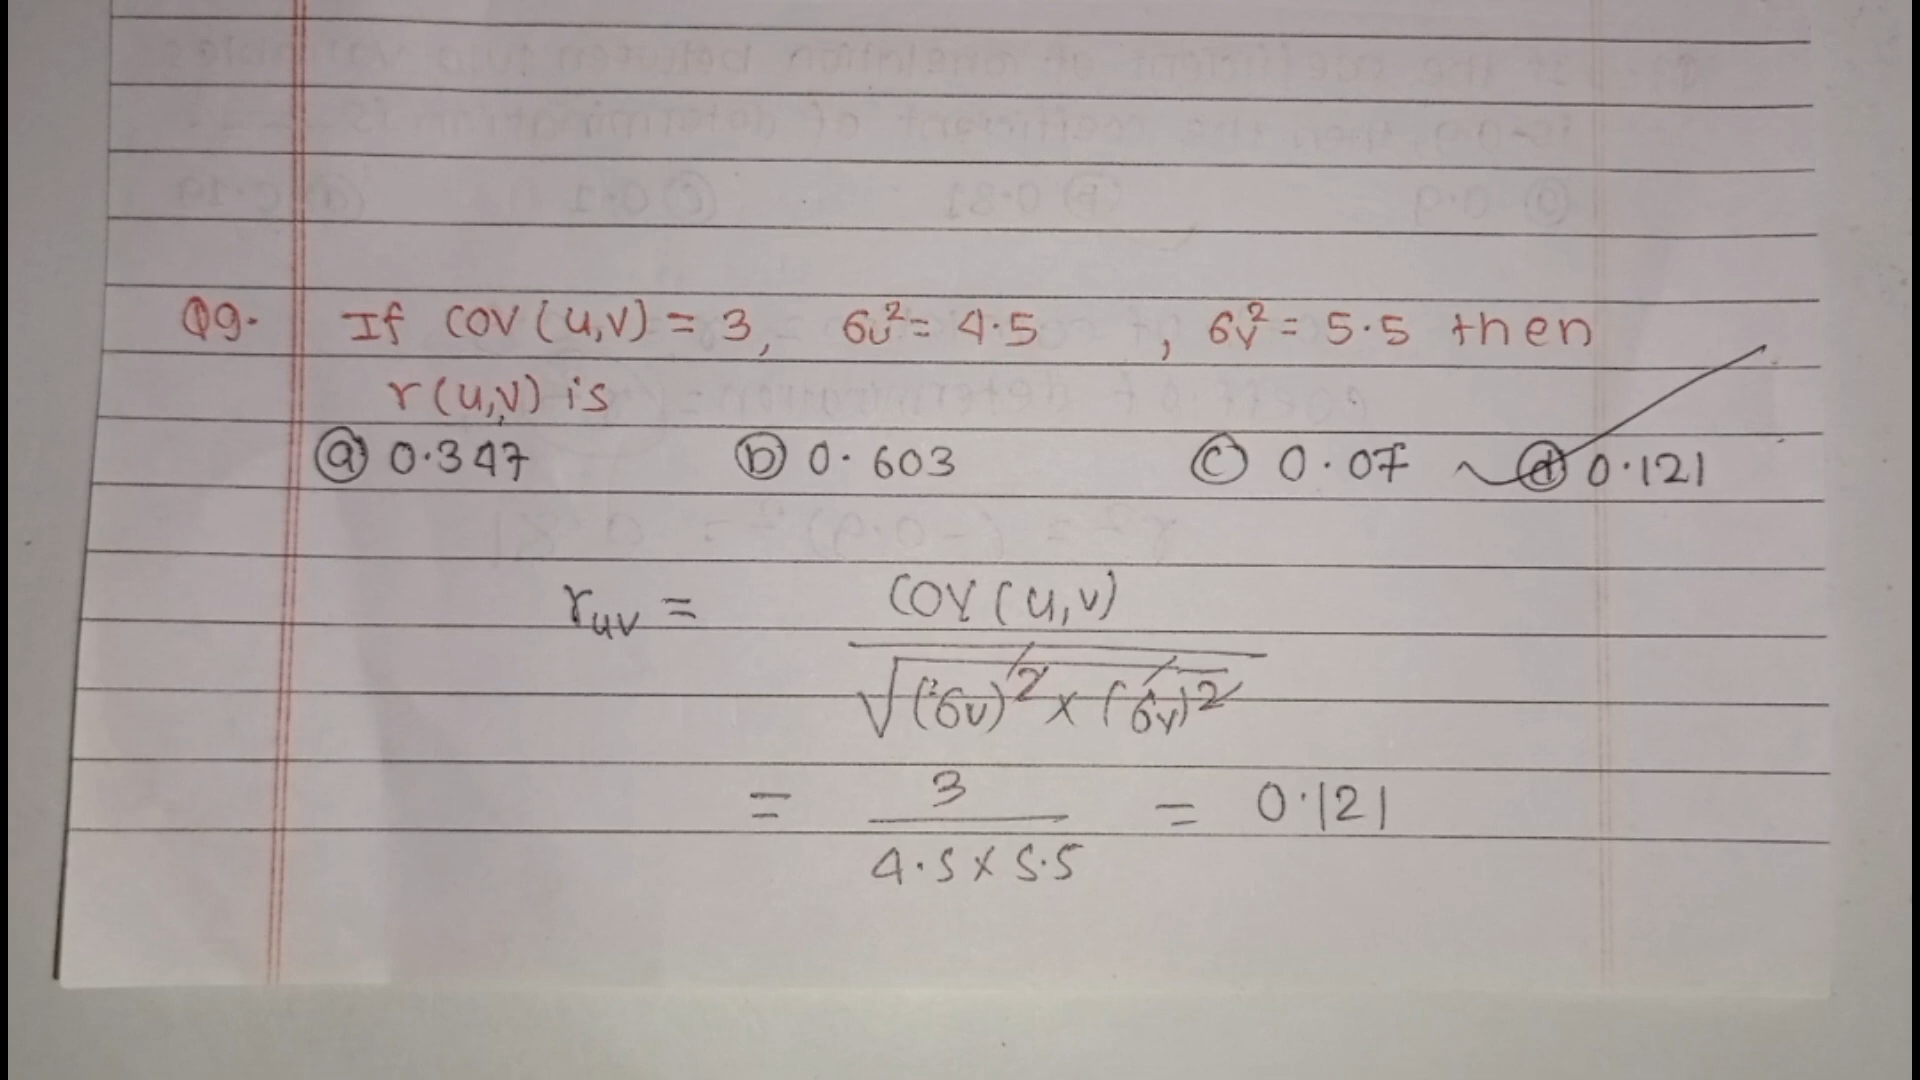 Q9. If COV (u,v) = 3, σu² = 4.5, σv² = 5.5 then
r(u,v) is
ⓐ 0.347 ⓑ 0.603 ⓒ 0.07 ⓓ 0.121
ruv = COV (u,v)
√(σu)² × (σv)²
= 3 = 0.121
4.5 × 5.5